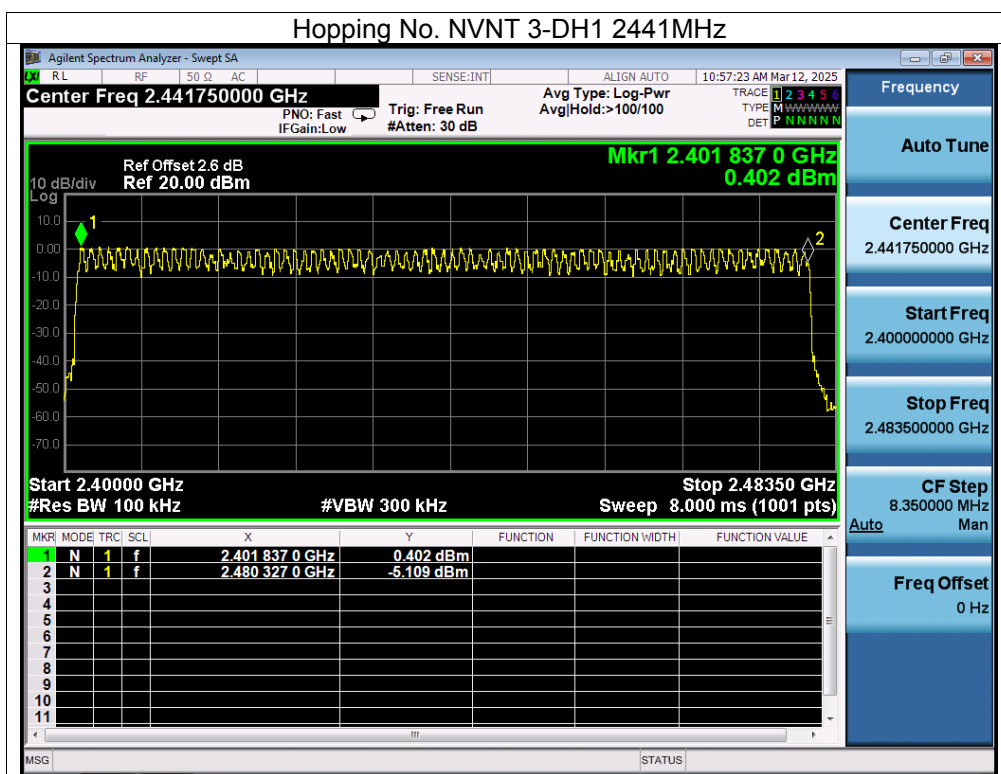 Hopping No. NVNT 3-DH1 2441MHz
Agilent Spectrum Analyzer - Swept SA
LXI RL RF 50 Ω AC SENSE:INT ALIGN AUTO 10:57:23 AM Mar 12, 2025
Center Freq 2.441750000 GHz
PNO: Fast
IFGain:Low
Trig: Free Run
#Atten: 30 dB
Avg Type: Log-Pwr
Avg|Hold:>100/100
TRACE 1 2 3 4 5 6
TYPE M W W W W W
DET P N N N N N
Ref Offset 2.6 dB
Ref 20.00 dBm
10 dB/div
Log
Mkr1 2.401 837 0 GHz
0.402 dBm
10.0
0.00
-10.0
-20.0
-30.0
-40.0
-50.0
-60.0
-70.0
1
2
Start 2.40000 GHz Stop 2.48350 GHz
#Res BW 100 kHz #VBW 300 kHz Sweep 8.000 ms (1001 pts)
MKR MODE TRC SCL X Y FUNCTION FUNCTION WIDTH FUNCTION VALUE
1 N 1 f 2.401 837 0 GHz 0.402 dBm
2 N 1 f 2.480 327 0 GHz -5.109 dBm
3
4
5
6
7
8
9
10
11
MSG STATUS
Frequency
Auto Tune
Center Freq
2.441750000 GHz
Start Freq
2.400000000 GHz
Stop Freq
2.483500000 GHz
CF Step
8.350000 MHz
Auto Man
Freq Offset
0 Hz